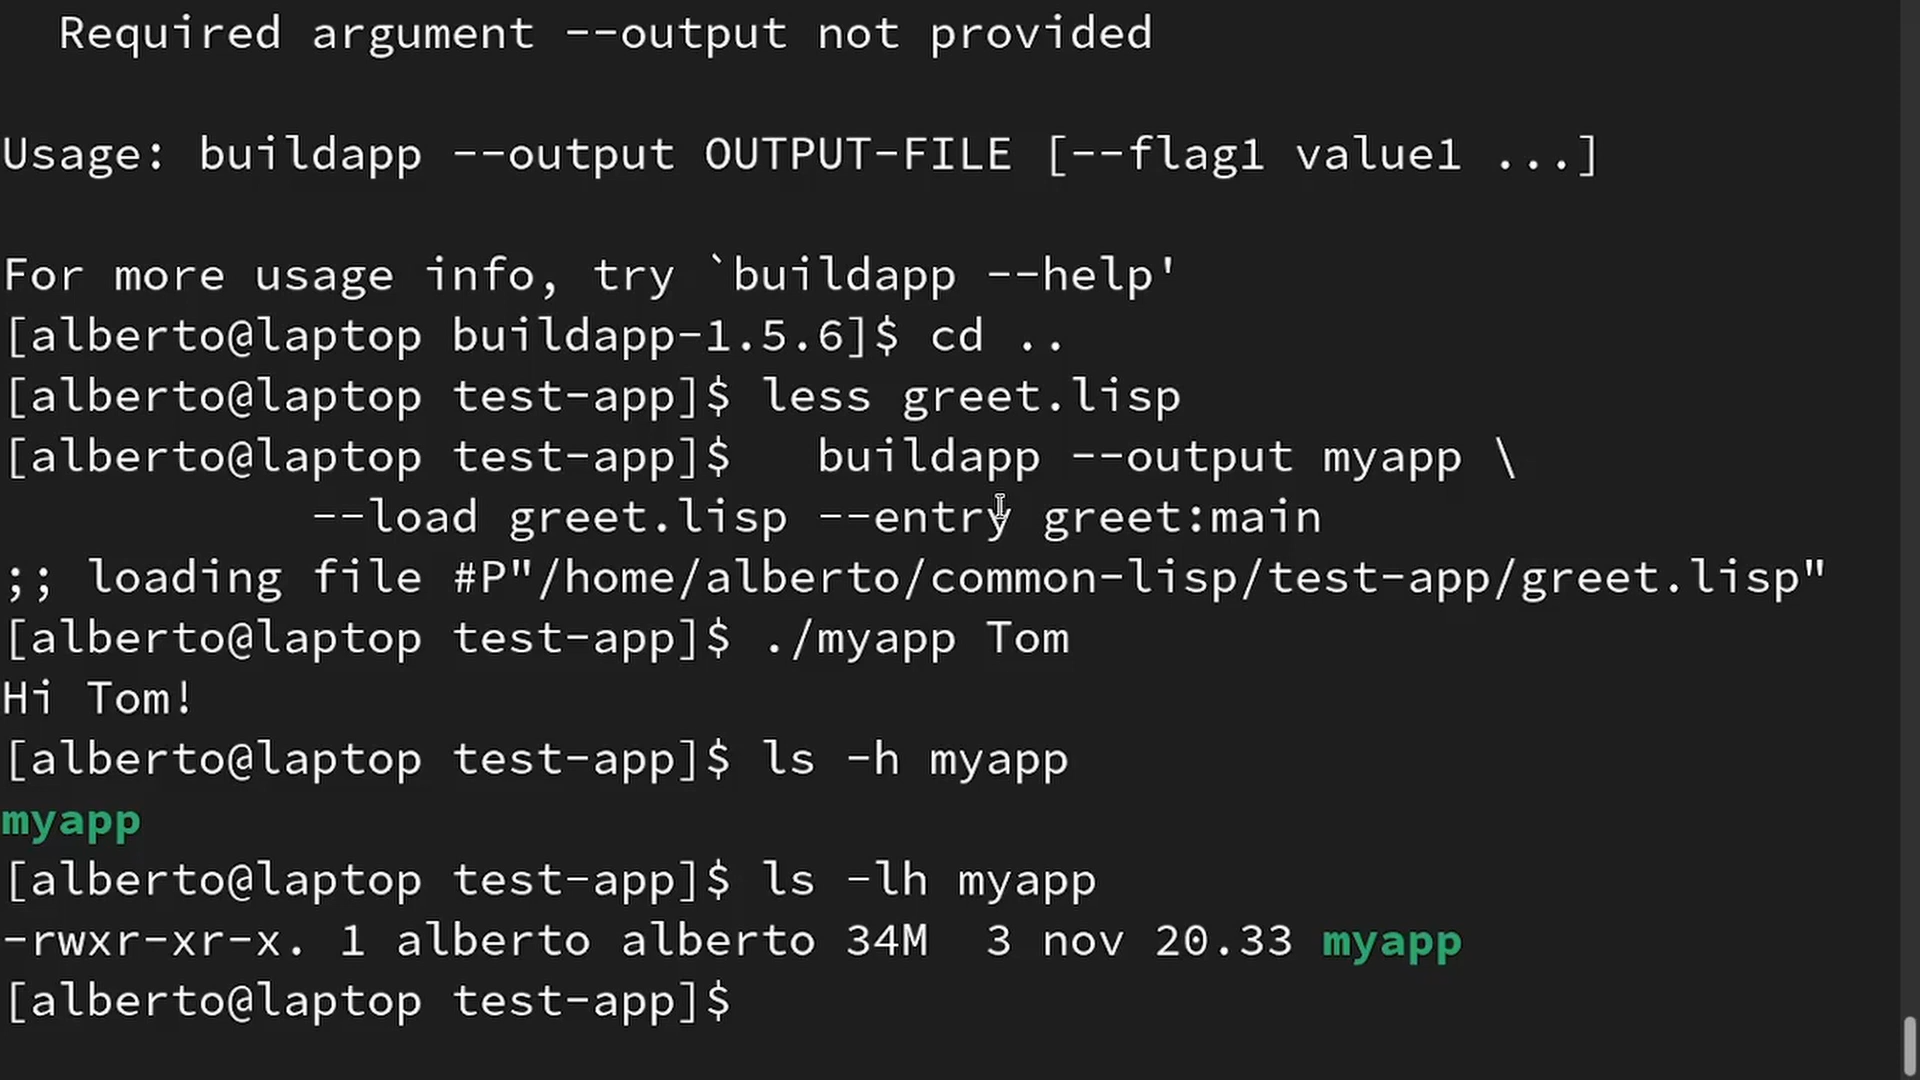 Required argument --output not provided
Usage: buildapp --output OUTPUT-FILE [--flag1 value1 ...]
For more usage info, try `buildapp --help'
[alberto@laptop buildapp-1.5.6]$ cd ..
[alberto@laptop test-app]$ less greet.lisp
[alberto@laptop test-app]$   buildapp --output myapp \
           --load greet.lisp --entry greet:main
;; loading file #P"/home/alberto/common-lisp/test-app/greet.lisp"
[alberto@laptop test-app]$ ./myapp Tom
Hi Tom!
[alberto@laptop test-app]$ ls -h myapp
myapp
[alberto@laptop test-app]$ ls -lh myapp
-rwxr-xr-x. 1 alberto alberto 34M  3 nov 20.33 myapp
[alberto@laptop test-app]$